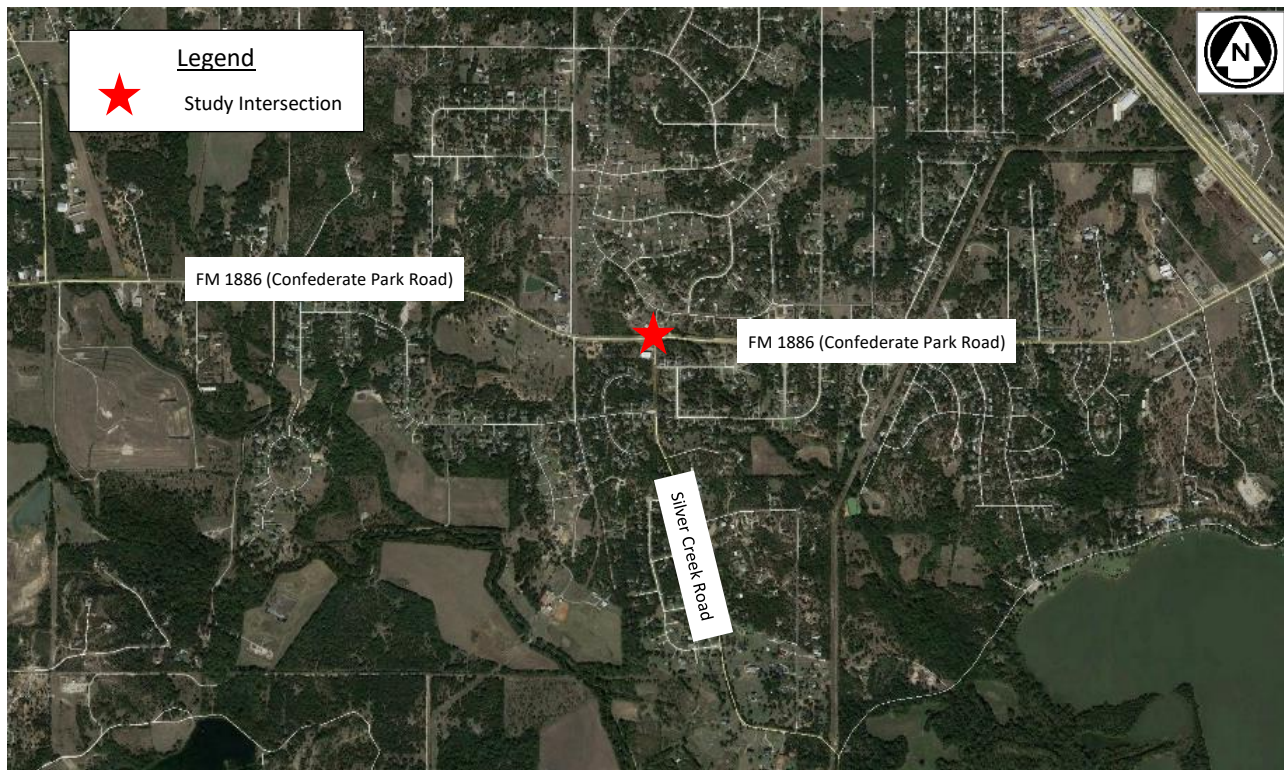 Legend
Study Intersection
N
FM 1886 (Confederate Park Road)
FM 1886 (Confederate Park Road)
Silver Creek Road